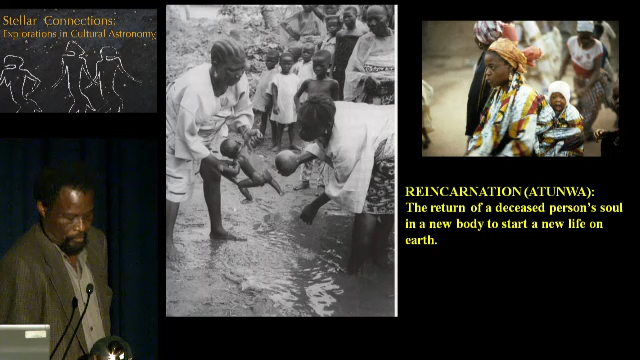 Stellar Connections:
Explorations in Cultural Astronomy
REINCARNATION (ATUNWA):
The return of a deceased person's soul
in a new body to start a new life on
earth.